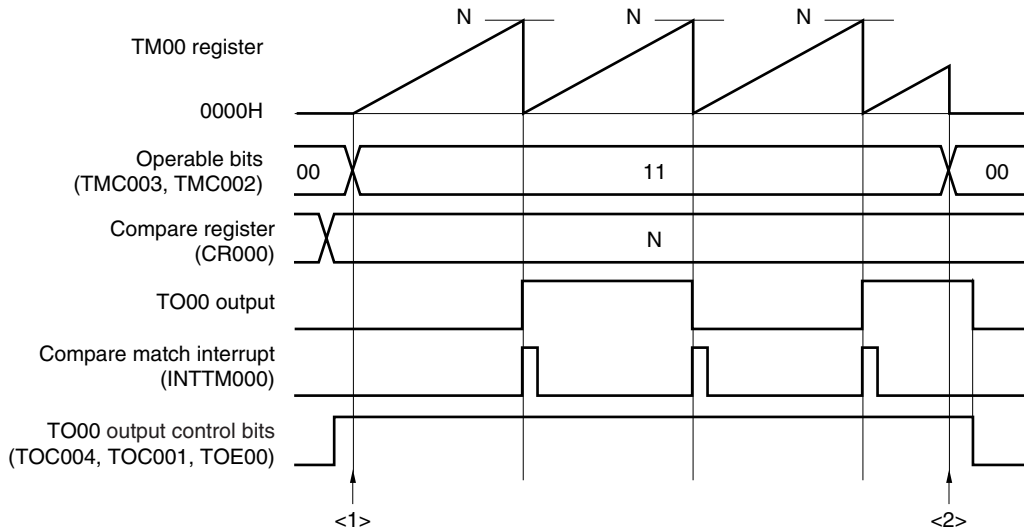 N N N
TM00 register
0000H
Operable bits
(TMC003, TMC002)
00 11 00
Compare register
(CR000)
N
TO00 output
Compare match interrupt
(INTTM000)
TO00 output control bits
(TOC004, TOC001, TOE00)
<1> <2>